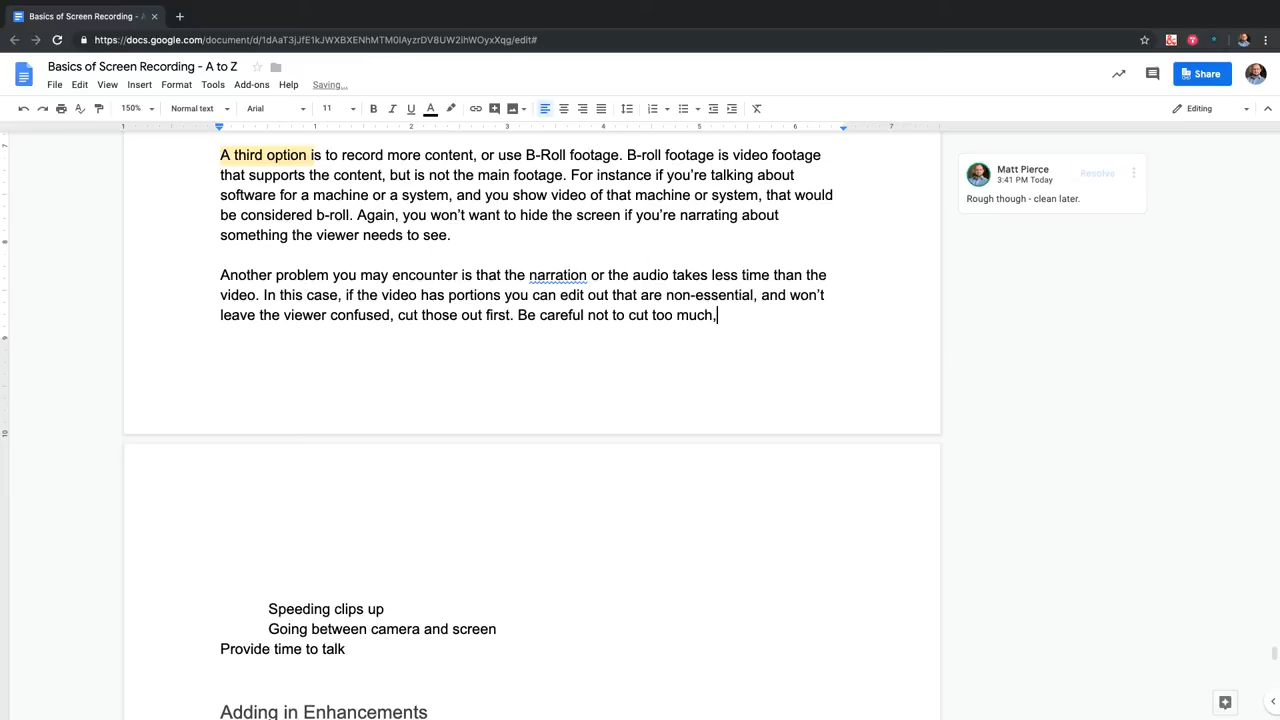 Basics of Screen Recording - A
https://docs.google.com/document/d/1dAaT3jJfE1kJWXBXENhMTM0IAyzrDV8UW2ihWOyxXqg/edit#
Basics of Screen Recording - A to Z
File Edit View Insert Format Tools Add-ons Help Saving...
Share
150% Normal text Arial 11 Editing
1 1 2 3 4 5 6 7
A third option is to record more content, or use B-Roll footage. B-roll footage is video footage
that supports the content, but is not the main footage. For instance if you’re talking about
software for a machine or a system, and you show video of that machine or system, that would
be considered b-roll. Again, you won’t want to hide the screen if you’re narrating about
something the viewer needs to see.
Matt Pierce
3:41 PM Today
Resolve
Rough though - clean later.
Another problem you may encounter is that the narration or the audio takes less time than the
video. In this case, if the video has portions you can edit out that are non-essential, and won’t
leave the viewer confused, cut those out first. Be careful not to cut too much,
Speeding clips up
Going between camera and screen
Provide time to talk
Adding in Enhancements